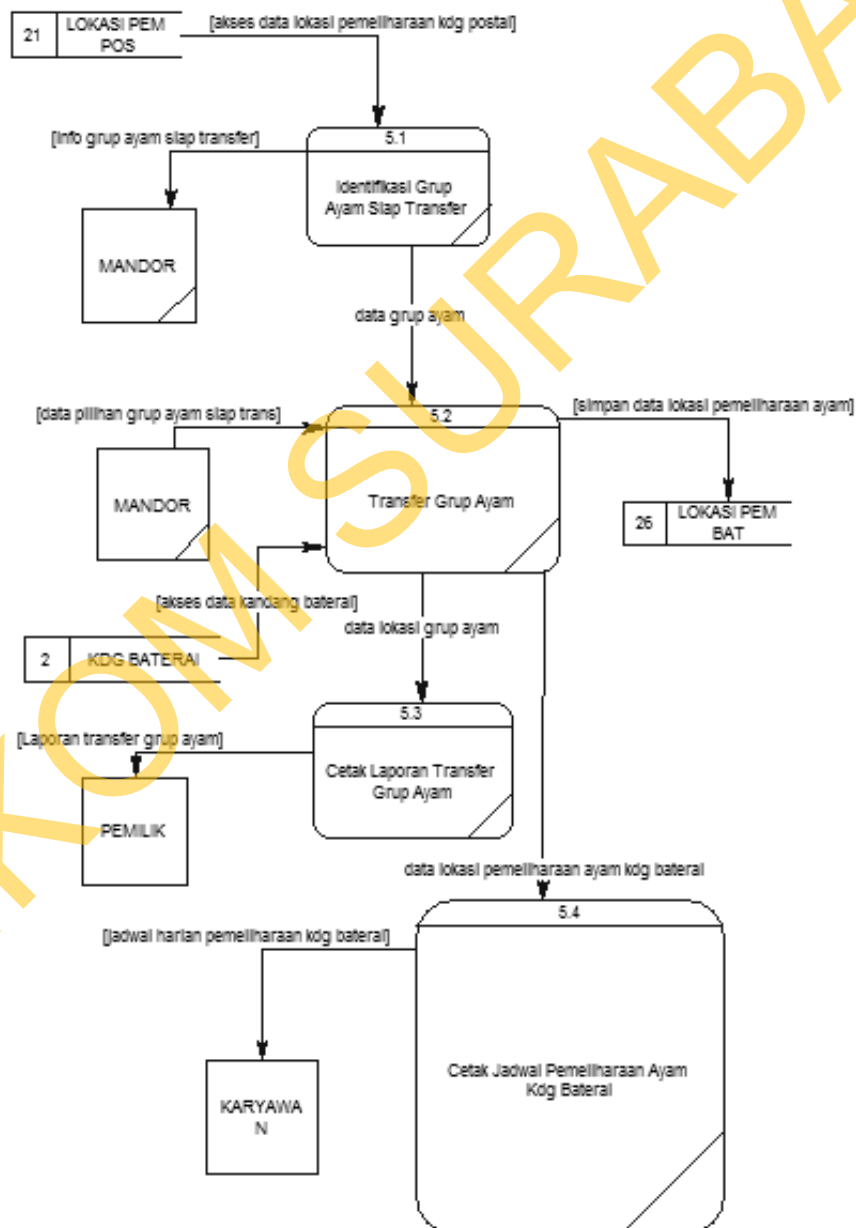 21
LOKASI PEM
POS
[akses data lokasi pemeliharaan kdg postal]
[info grup ayam siap transfer]
5.1
Identifikasi Grup
Ayam Siap Transfer
MANDOR
data grup ayam
[data pilihan grup ayam siap trans]
5.2
[simpan data lokasi pemeliharaan ayam]
MANDOR
Transfer Grup Ayam
26
LOKASI PEM
BAT
[akses data kandang baterai]
data lokasi grup ayam
2
KDG BATERAI
5.3
[Laporan transfer grup ayam]
Cetak Laporan Transfer
Grup Ayam
PEMILIK
data lokasi pemeliharaan ayam kdg baterai
5.4
[jadwal harian pemeliharaan kdg baterai]
Cetak Jadwal Pemeliharaan Ayam
Kdg Baterai
KARYAWA
N
KOM SURABA